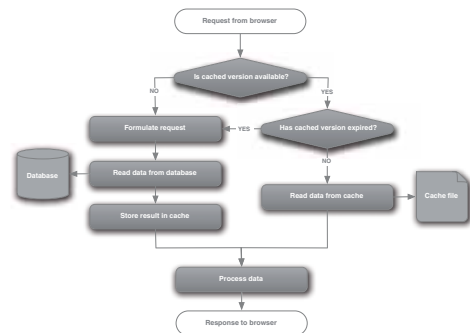 Request from browser
Is cached version available?
NO
YES
Formulate request
YES
Has cached version expired?
NO
Database
Read data from database
Read data from cache
Cache file
Store result in cache
Process data
Response to browser